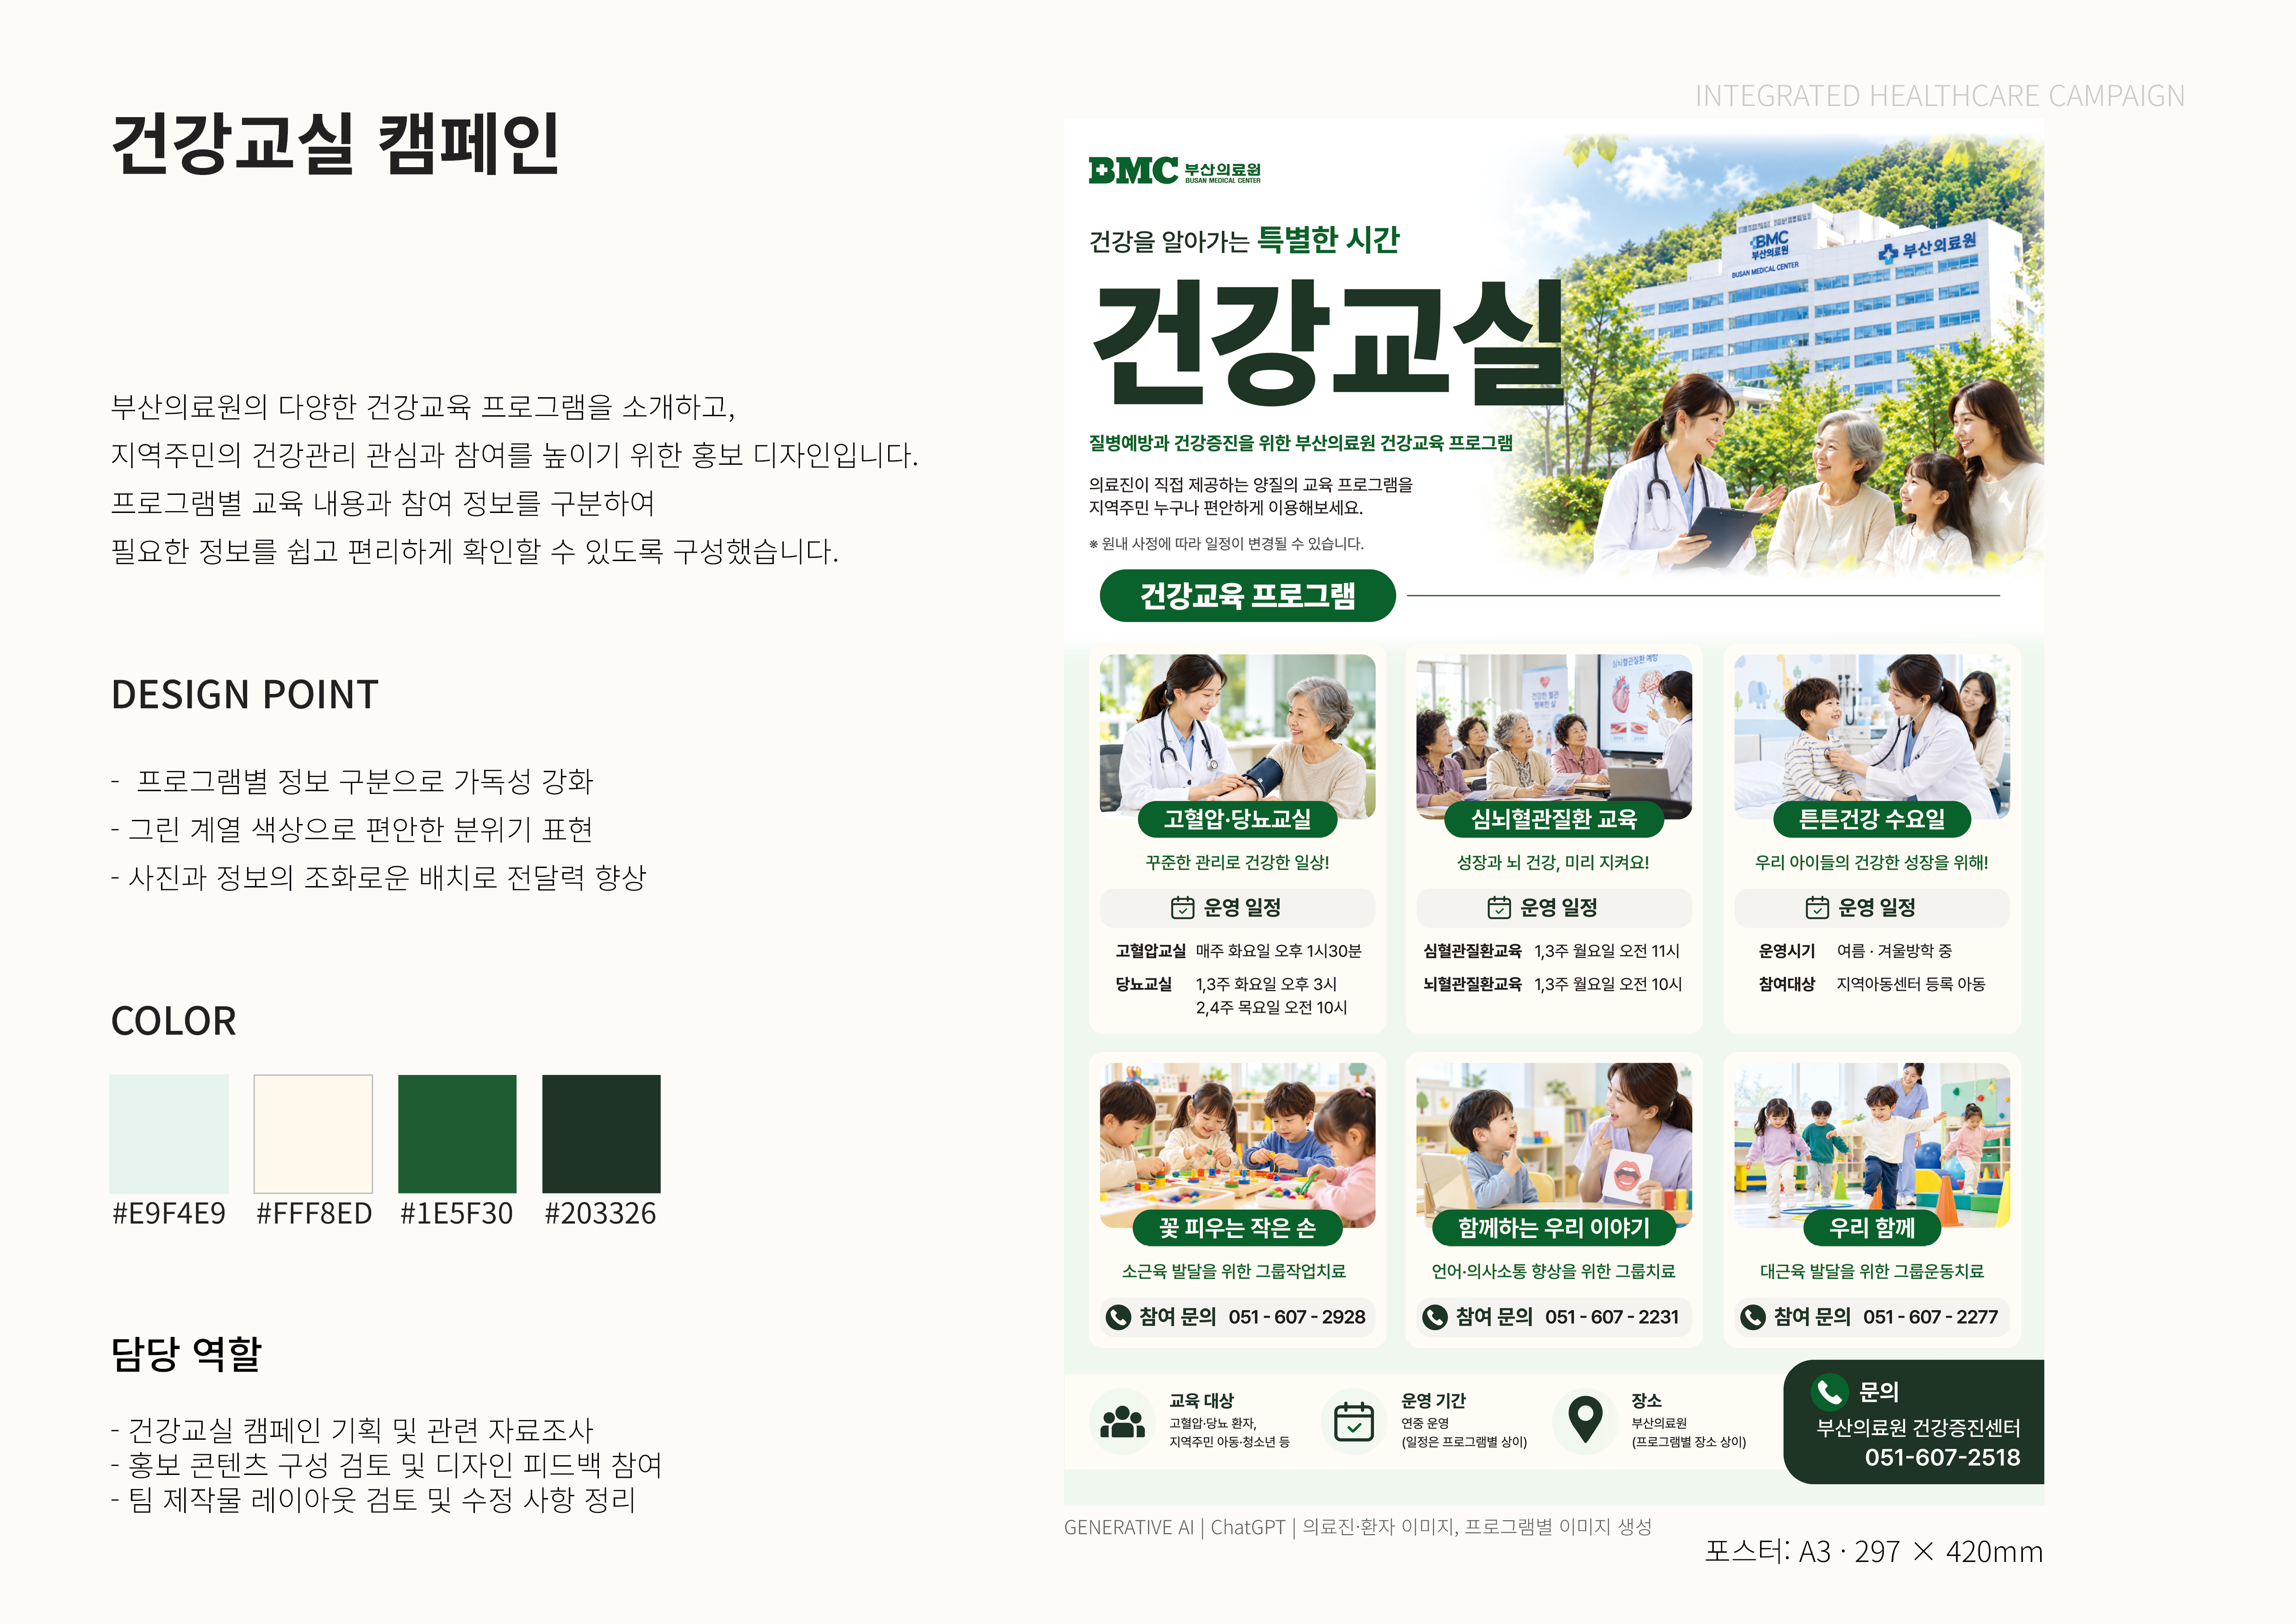 INTEGRATED HEALTHCARE CAMPAIGN
건강교실 캠페인
부산의료원의 다양한 건강교육 프로그램을 소개하고,
지역주민의 건강관리 관심과 참여를 높이기 위한 홍보 디자인입니다.
프로그램별 교육 내용과 참여 정보를 구분하여
필요한 정보를 쉽고 편리하게 확인할 수 있도록 구성했습니다.
DESIGN POINT
- 프로그램별 정보 구분으로 가독성 강화
- 그린 계열 색상으로 편안한 분위기 표현
- 사진과 정보의 조화로운 배치로 전달력 향상
COLOR
#E9F4E9 #FFF8ED #1E5F30 #203326
담당 역할
- 건강교실 캠페인 기획 및 관련 자료조사
- 홍보 콘텐츠 구성 검토 및 디자인 피드백 참여
- 팀 제작물 레이아웃 검토 및 수정 사항 정리
BMC 부산의료원
BUSAN MEDICAL CENTER
건강을 알아가는 특별한 시간
건강교실
질병예방과 건강증진을 위한 부산의료원 건강교육 프로그램
의료진이 직접 제공하는 양질의 교육 프로그램을
지역주민 누구나 편안하게 이용해보세요.
※ 원내 사정에 따라 일정이 변경될 수 있습니다.
BMC
부산의료원
BUSAN MEDICAL CENTER
부산의료원
건강교육 프로그램
고혈압·당뇨교실
꾸준한 관리로 건강한 일상!
운영 일정
고혈압교실 매주 화요일 오후 1시30분
당뇨교실 1,3주 화요일 오후 3시
2,4주 목요일 오전 10시
심뇌혈관질환 예방
심뇌혈관질환 교육
성장과 뇌 건강, 미리 지켜요!
운영 일정
심혈관질환교육 1,3주 월요일 오전 11시
뇌혈관질환교육 1,3주 월요일 오전 10시
튼튼건강 수요일
우리 아이들의 건강한 성장을 위해!
운영 일정
운영시기 여름 · 겨울방학 중
참여대상 지역아동센터 등록 아동
꽃 피우는 작은 손
소근육 발달을 위한 그룹작업치료
참여 문의 051 - 607 - 2928
함께하는 우리 이야기
언어·의사소통 향상을 위한 그룹치료
참여 문의 051 - 607 - 2231
우리 함께
대근육 발달을 위한 그룹운동치료
참여 문의 051 - 607 - 2277
교육 대상
고혈압·당뇨 환자,
지역주민 아동·청소년 등
운영 기간
연중 운영
(일정은 프로그램별 상이)
장소
부산의료원
(프로그램별 장소 상이)
문의
부산의료원 건강증진센터
051-607-2518
GENERATIVE AI | ChatGPT | 의료진·환자 이미지, 프로그램별 이미지 생성
포스터: A3 · 297 × 420mm